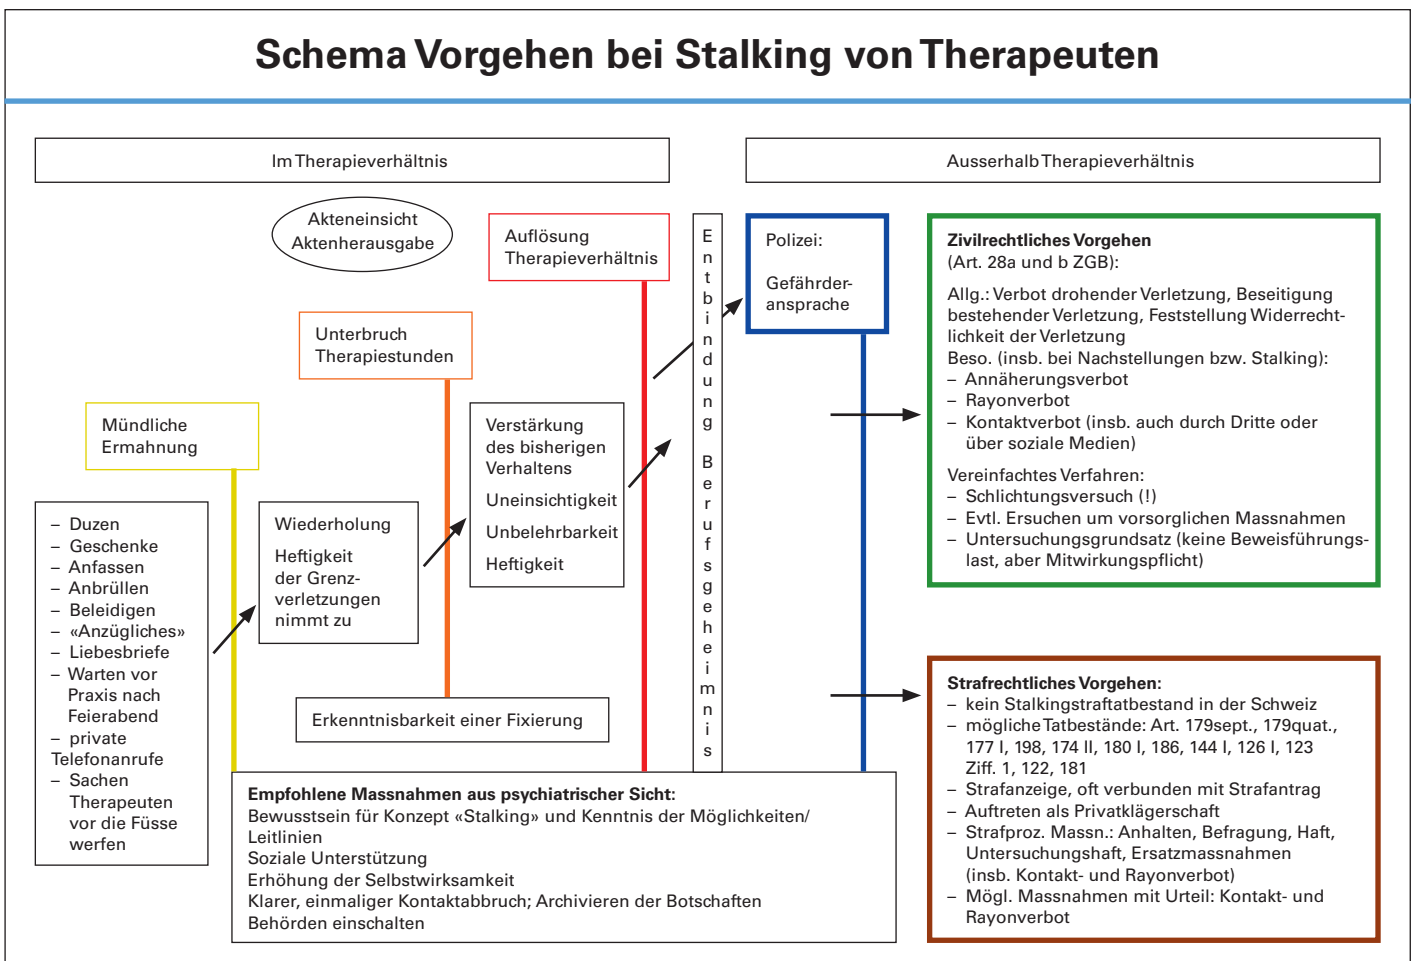 Schema Vorgehen bei Stalking von Therapeuten
Im Therapieverhältnis
Ausserhalb Therapieverhältnis
Akteneinsicht
Aktenherausgabe
Auflösung
Therapieverhältnis
Unterbruch
Therapiestunden
Mündliche
Ermahnung
– Duzen
– Geschenke
– Anfassen
– Anbrüllen
– Beleidigen
– «Anzügliches»
– Liebesbriefe
– Warten vor
Praxis nach
Feierabend
– private
Telefonanrufe
– Sachen
Therapeuten
vor die Füsse
werfen
Wiederholung
Heftigkeit
der Grenz-
verletzungen
nimmt zu
Verstärkung
des bisherigen
Verhaltens
Uneinsichtigkeit
Unbelehrbarkeit
Heftigkeit
Erkenntnisbarkeit einer Fixierung
Entbindung Berufsgeheimnis
Polizei:
Gefährder-
ansprache
Empfohlene Massnahmen aus psychiatrischer Sicht:
Bewusstsein für Konzept «Stalking» und Kenntnis der Möglichkeiten/
Leitlinien
Soziale Unterstützung
Erhöhung der Selbstwirksamkeit
Klarer, einmaliger Kontaktabbruch; Archivieren der Botschaften
Behörden einschalten
Zivilrechtliches Vorgehen
(Art. 28a und b ZGB):
Allg.: Verbot drohender Verletzung, Beseitigung
bestehender Verletzung, Feststellung Widerrecht-
lichkeit der Verletzung
Beso. (insb. bei Nachstellungen bzw. Stalking):
– Annäherungsverbot
– Rayonverbot
– Kontaktverbot (insb. auch durch Dritte oder
über soziale Medien)
Vereinfachtes Verfahren:
– Schlichtungsversuch (!)
– Evtl. Ersuchen um vorsorglichen Massnahmen
– Untersuchungsgrundsatz (keine Beweisführungs-
last, aber Mitwirkungspflicht)
Strafrechtliches Vorgehen:
– kein Stalkingstraftatbestand in der Schweiz
– mögliche Tatbestände: Art. 179sept., 179quat.,
177 I, 198, 174 II, 180 I, 186, 144 I, 126 I, 123
Ziff. 1, 122, 181
– Strafanzeige, oft verbunden mit Strafantrag
– Auftreten als Privatklägerschaft
– Strafproz. Massn.: Anhalten, Befragung, Haft,
Untersuchungshaft, Ersatzmassnahmen
(insb. Kontakt- und Rayonverbot)
– Mögl. Massnahmen mit Urteil: Kontakt- und
Rayonverbot